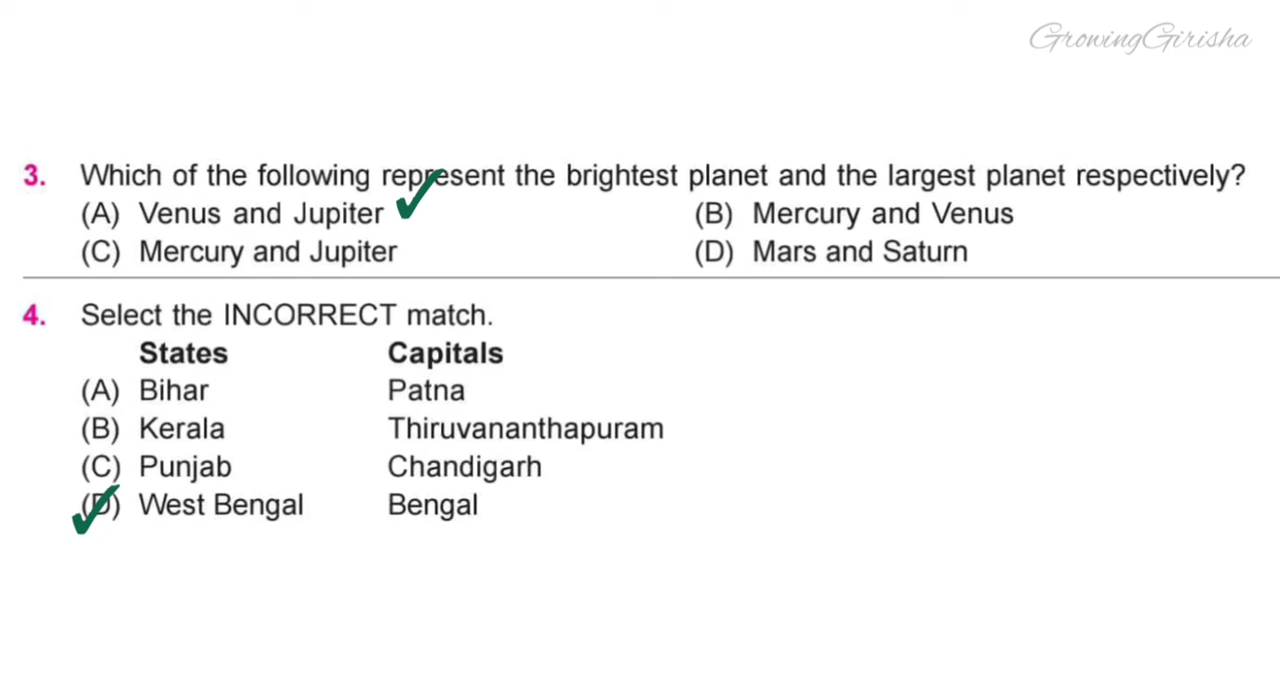 GrowingGirisha
3. Which of the following represent the brightest planet and the largest planet respectively?
(A) Venus and Jupiter (B) Mercury and Venus
(C) Mercury and Jupiter (D) Mars and Saturn
4. Select the INCORRECT match.
States Capitals
(A) Bihar Patna
(B) Kerala Thiruvananthapuram
(C) Punjab Chandigarh
(D) West Bengal Bengal